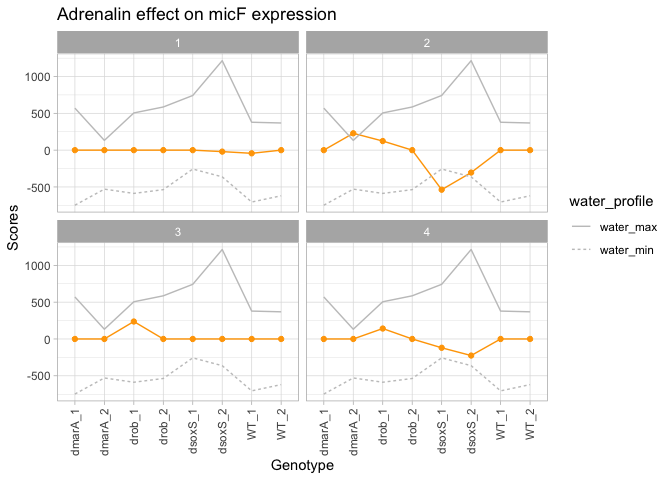 Adrenalin effect on micF expression
1
2
1000
500
0
-500
3
4
1000
500
0
-500
Scores
dmarA_1
dmarA_2
drob_1
drob_2
dsoxS_1
dsoxS_2
WT_1
WT_2
dmarA_1
dmarA_2
drob_1
drob_2
dsoxS_1
dsoxS_2
WT_1
WT_2
Genotype
water_profile
water_max
water_min